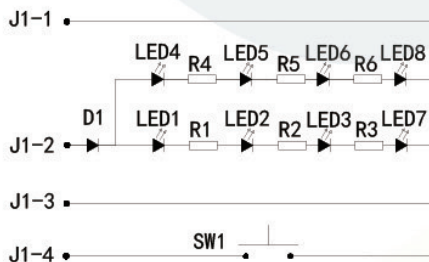 J1-1
LED4 R4 LED5 R5 LED6 R6 LED8
D1 LED1 R1 LED2 R2 LED3 R3 LED7
J1-2
J1-3
SW1
J1-4